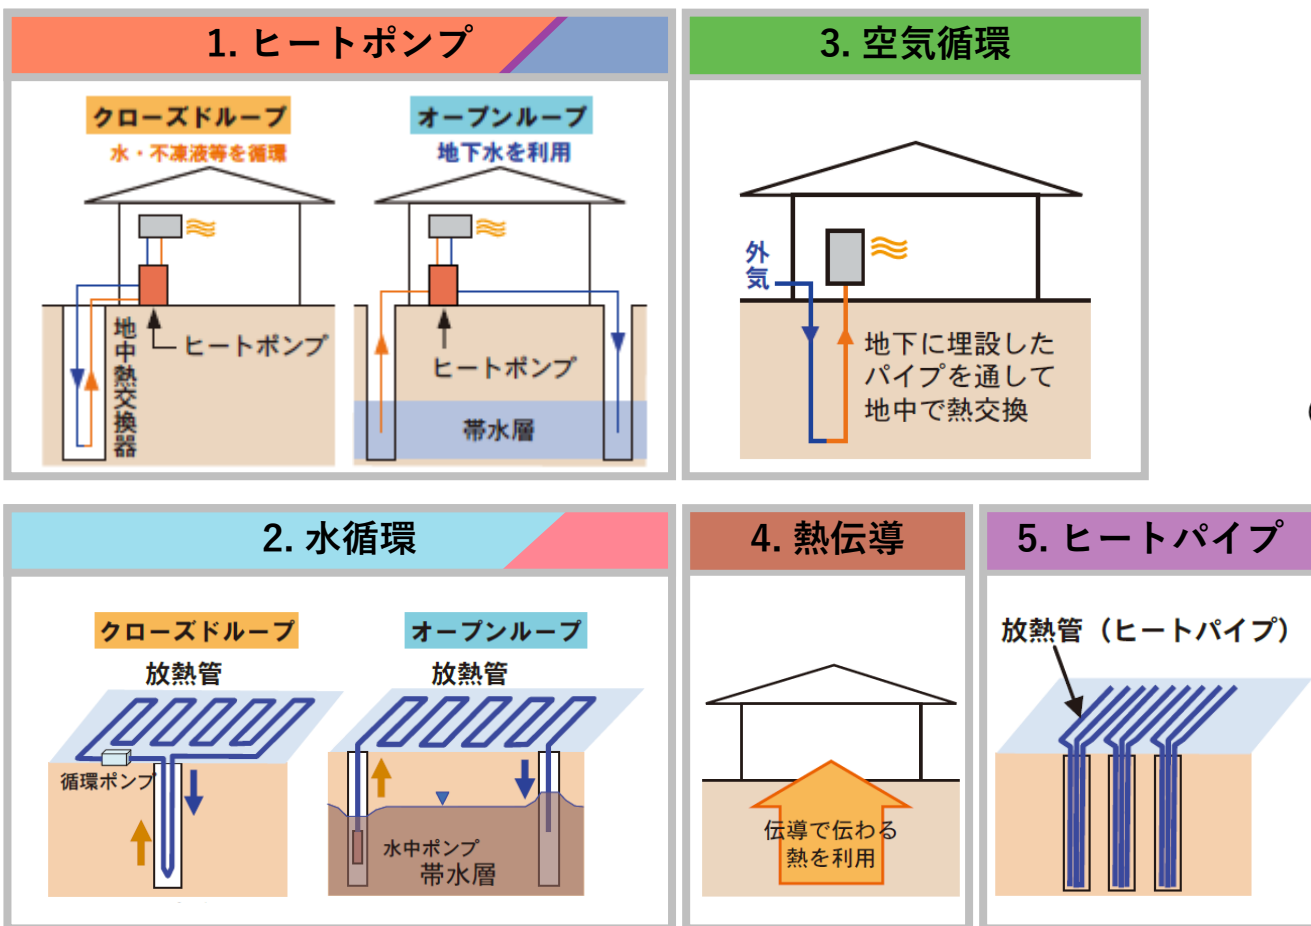 1. ヒートポンプ
クローズドループ
水・不凍液等を循環
地中熱交換器
ヒートポンプ
オープンループ
地下水を利用
ヒートポンプ
帯水層
3. 空気循環
外気
地下に埋設した
パイプを通して
地中で熱交換
2. 水循環
クローズドループ
放熱管
循環ポンプ
オープンループ
放熱管
水中ポンプ
帯水層
4. 熱伝導
伝導で伝わる
熱を利用
5. ヒートパイプ
放熱管（ヒートパイプ）